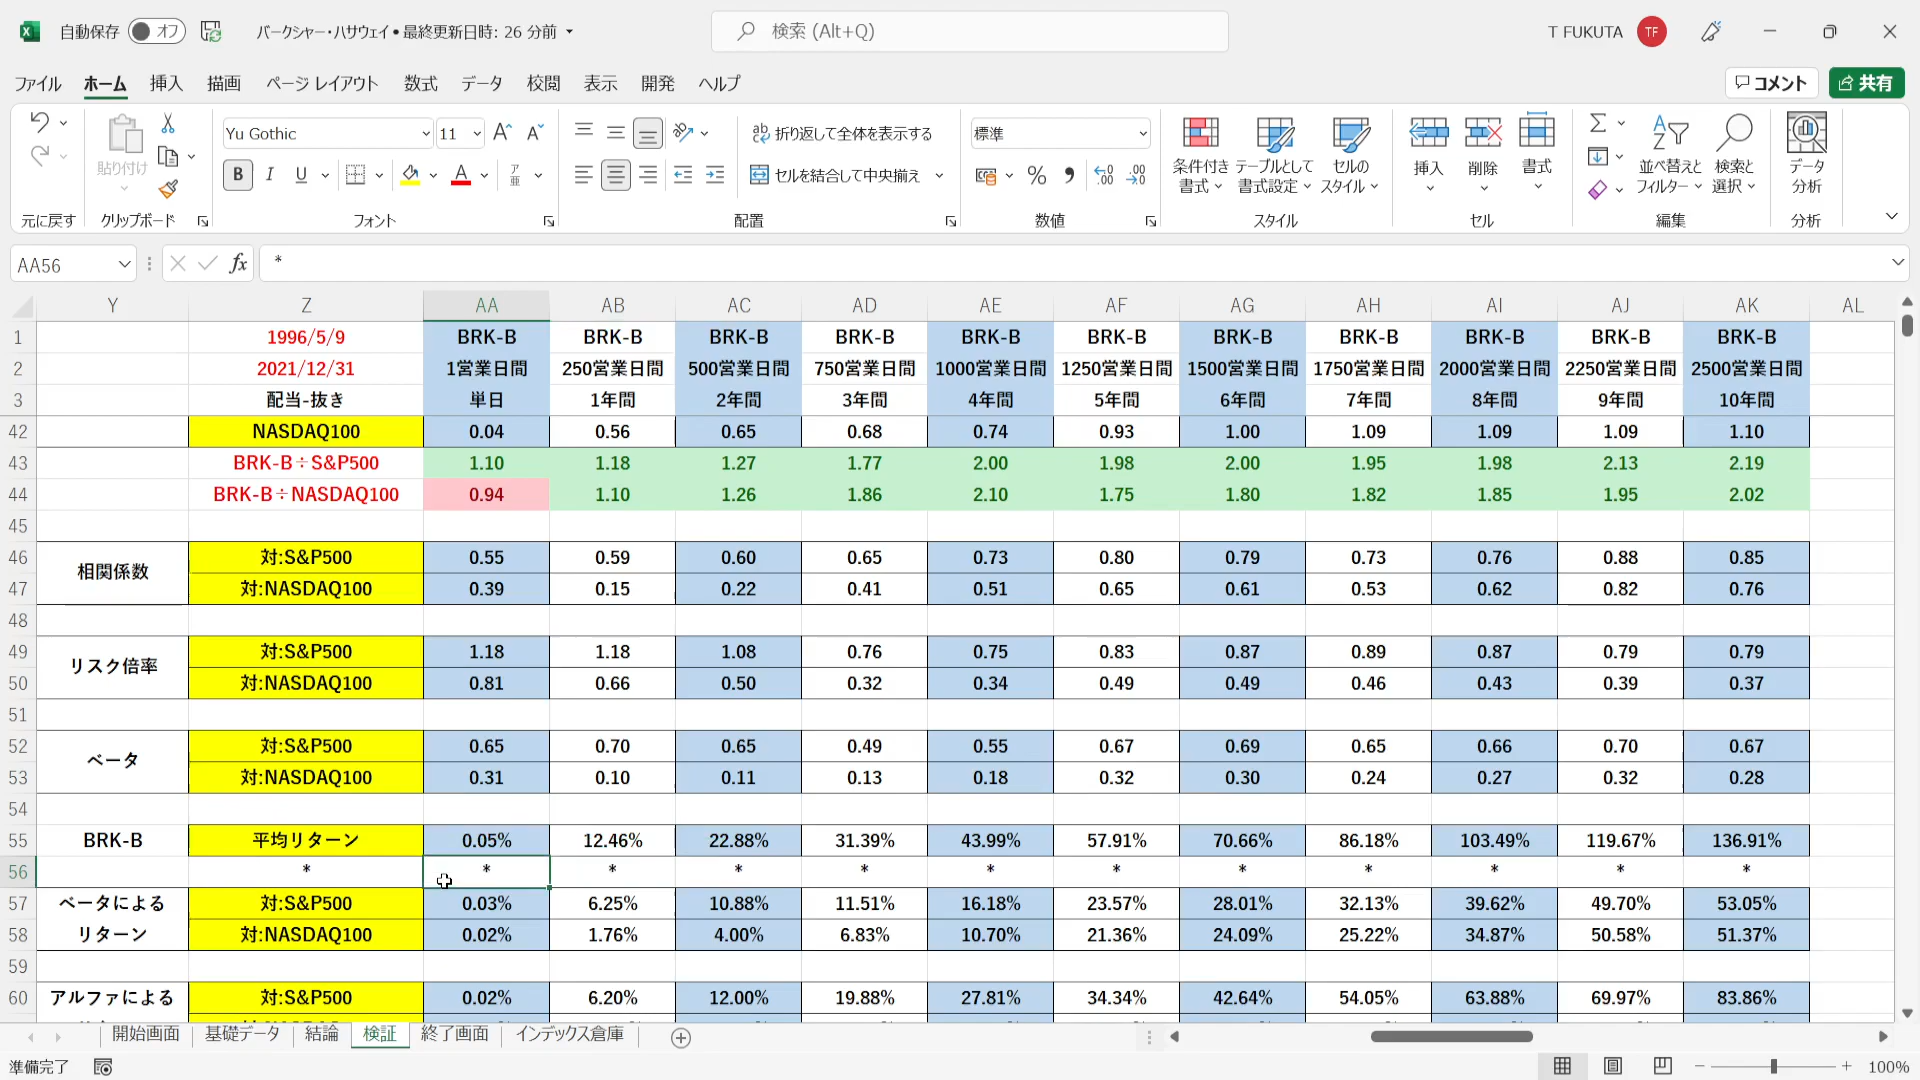 自動保存 オフ バークシャー・ハサウェイ • 最終更新日時: 26 分前 検索 (Alt+Q) T FUKUTA TF
ファイル ホーム 挿入 描画 ページ レイアウト 数式 データ 校閲 表示 開発 ヘルプ コメント 共有
Yu Gothic 11 折り返して全体を表示する 標準
貼り付け B I U A ア亜 セルを結合して中央揃え % 条件付き書式 テーブルとして書式設定 セルのスタイル 挿入 削除 書式 並べ替えとフィルター 検索と選択 データ分析
元に戻す クリップボード フォント 配置 数値 スタイル セル 編集 分析
AA56 fx *
Y Z AA AB AC AD AE AF AG AH AI AJ AK AL
1 1996/5/9 BRK-B BRK-B BRK-B BRK-B BRK-B BRK-B BRK-B BRK-B BRK-B BRK-B BRK-B
2 2021/12/31 1営業日間 250営業日間 500営業日間 750営業日間 1000営業日間 1250営業日間 1500営業日間 1750営業日間 2000営業日間 2250営業日間 2500営業日間
3 配当-抜き 単日 1年間 2年間 3年間 4年間 5年間 6年間 7年間 8年間 9年間 10年間
42 NASDAQ100 0.04 0.56 0.65 0.68 0.74 0.93 1.00 1.09 1.09 1.09 1.10
43 BRK-B÷S&P500 1.10 1.18 1.27 1.77 2.00 1.98 2.00 1.95 1.98 2.13 2.19
44 BRK-B÷NASDAQ100 0.94 1.10 1.26 1.86 2.10 1.75 1.80 1.82 1.85 1.95 2.02
45
46 相関係数 対:S&P500 0.55 0.59 0.60 0.65 0.73 0.80 0.79 0.73 0.76 0.88 0.85
47 対:NASDAQ100 0.39 0.15 0.22 0.41 0.51 0.65 0.61 0.53 0.62 0.82 0.76
48
49 リスク倍率 対:S&P500 1.18 1.18 1.08 0.76 0.75 0.83 0.87 0.89 0.87 0.79 0.79
50 対:NASDAQ100 0.81 0.66 0.50 0.32 0.34 0.49 0.49 0.46 0.43 0.39 0.37
51
52 ベータ 対:S&P500 0.65 0.70 0.65 0.49 0.55 0.67 0.69 0.65 0.66 0.70 0.67
53 対:NASDAQ100 0.31 0.10 0.11 0.13 0.18 0.32 0.30 0.24 0.27 0.32 0.28
54
55 BRK-B 平均リターン 0.05% 12.46% 22.88% 31.39% 43.99% 57.91% 70.66% 86.18% 103.49% 119.67% 136.91%
56 * * * * * * * * * * * *
57 ベータによる 対:S&P500 0.03% 6.25% 10.88% 11.51% 16.18% 23.57% 28.01% 32.13% 39.62% 49.70% 53.05%
58 リターン 対:NASDAQ100 0.02% 1.76% 4.00% 6.83% 10.70% 21.36% 24.09% 25.22% 34.87% 50.58% 51.37%
59
60 アルファによる 対:S&P500 0.02% 6.20% 12.00% 19.88% 27.81% 34.34% 42.64% 54.05% 63.88% 69.97% 83.86%
開始画面 基礎データ 結論 検証 終了画面 インデックス倉庫
準備完了 100%